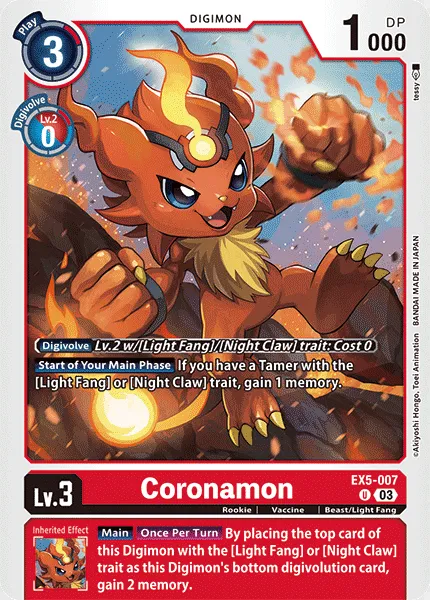 Play
3
DIGIMON
1000
DP
Digivolve
Lv.2
0
tossy
©Akiyoshi Hongo, Toei Animation BANDAI MADE IN JAPAN
Digivolve Lv.2 w/[Light Fang]/[Night Claw] trait: Cost 0
Start of Your Main Phase If you have a Tamer with the
[Light Fang] or [Night Claw] trait, gain 1 memory.
Lv.3
Coronamon
EX5-007
U 03
Rookie | Vaccine | Beast/Light Fang
Inherited Effect
Main Once Per Turn By placing the top card of
this Digimon with the [Light Fang] or [Night Claw]
trait as this Digimon's bottom digivolution card,
gain 2 memory.